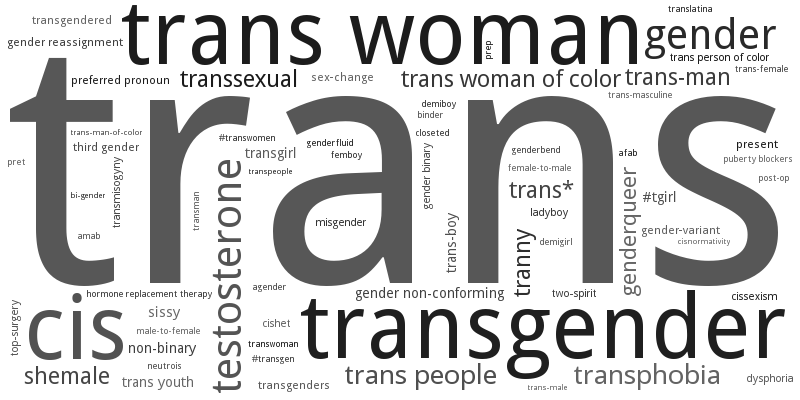 trans woman
translatina
transgendered
gender
gender reassignment
prep
trans person of color
preferred pronoun
transsexual
sex-change
trans woman of color
trans-man
trans-female
trans
trans-masculine
demiboy
binder
closeted
trans-man-of-color
#transwomen
third gender
transgirl
genderfluid
femboy
transpeople
genderbend
afab
present
puberty blockers
pret
transmisogyny
gender binary
female-to-male
post-op
bi-gender
transman
testosterone
trans*
genderqueer
#tgirl
ladyboy
misgender
trans-boy
amab
tranny
demigirl
gender-variant
cisnormativity
hormone replacement therapy
agender
gender non-conforming
two-spirit
cissexism
top-surgery
cis
sissy
male-to-female
cishet
transgender
non-binary
transwoman
#transgen
neutrois
shemale
trans youth
transgenders
trans people
trans-male
transphobia
dysphoria